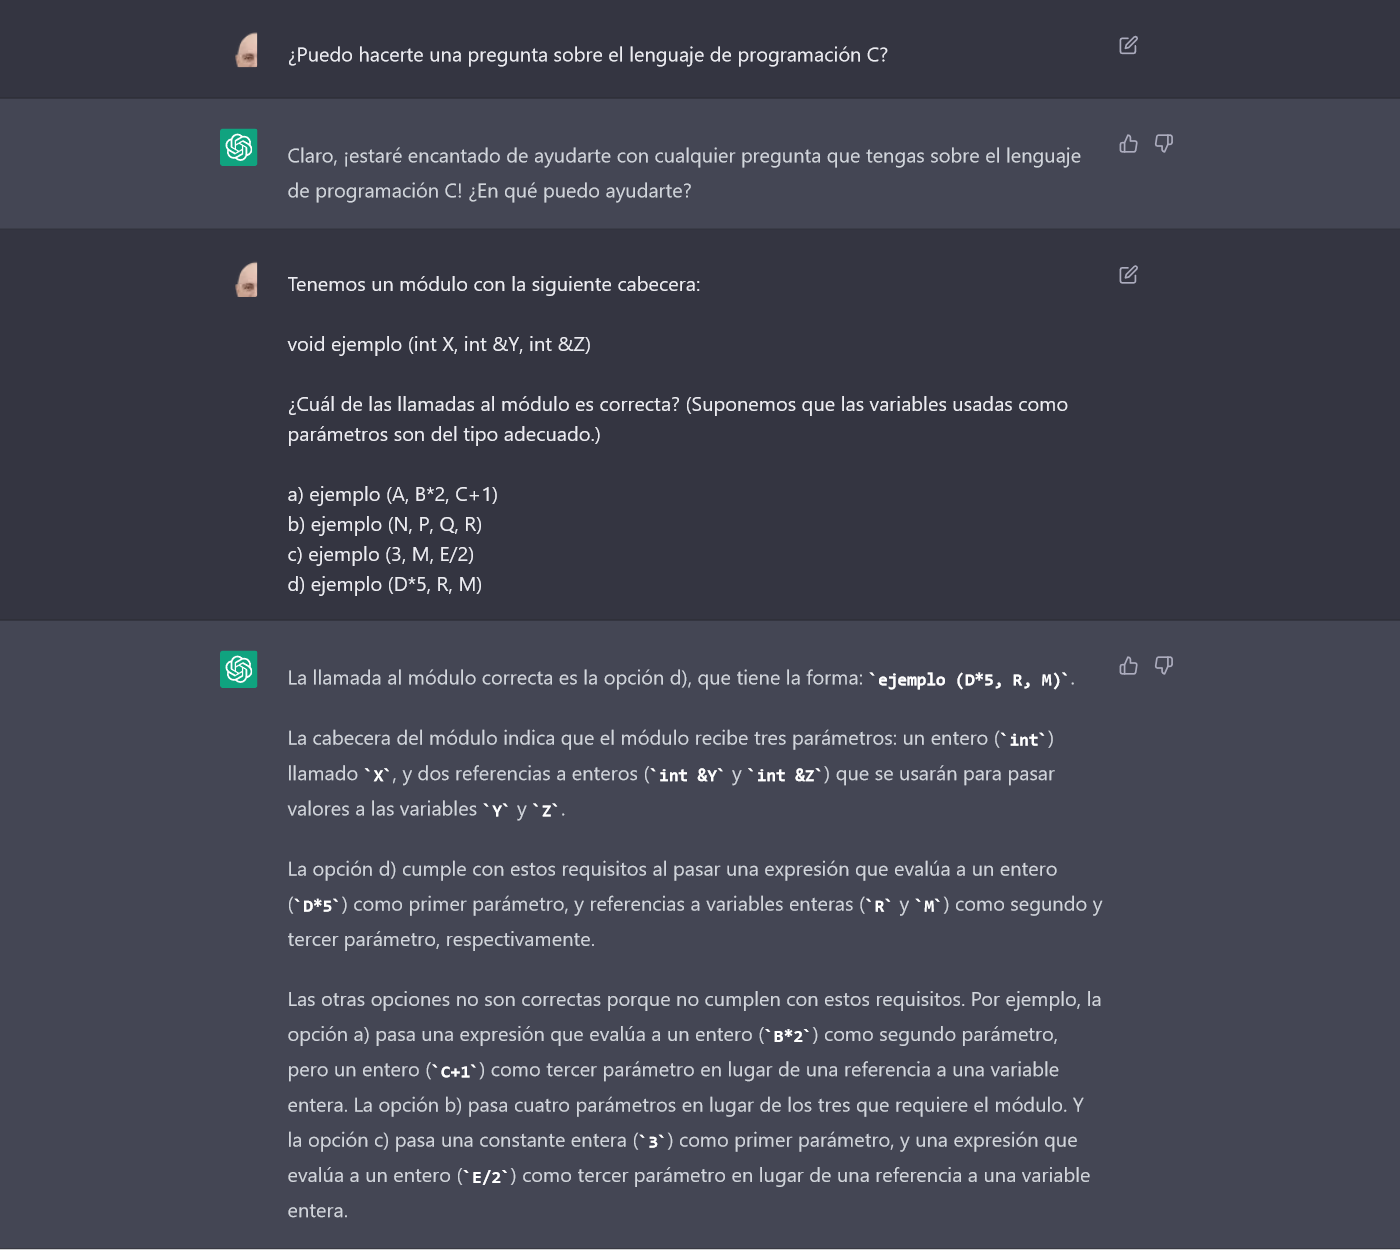 ¿Puedo hacerte una pregunta sobre el lenguaje de programación C?
Claro, ¡estaré encantado de ayudarte con cualquier pregunta que tengas sobre el lenguaje
de programación C! ¿En qué puedo ayudarte?
Tenemos un módulo con la siguiente cabecera:
void ejemplo (int X, int &Y, int &Z)
¿Cuál de las llamadas al módulo es correcta? (Suponemos que las variables usadas como
parámetros son del tipo adecuado.)
a) ejemplo (A, B*2, C+1)
b) ejemplo (N, P, Q, R)
c) ejemplo (3, M, E/2)
d) ejemplo (D*5, R, M)
La llamada al módulo correcta es la opción d), que tiene la forma: `ejemplo (D*5, R, M)`.
La cabecera del módulo indica que el módulo recibe tres parámetros: un entero (`int`)
llamado `X`, y dos referencias a enteros (`int &Y` y `int &Z`) que se usarán para pasar
valores a las variables `Y` y `Z`.
La opción d) cumple con estos requisitos al pasar una expresión que evalúa a un entero
(`D*5`) como primer parámetro, y referencias a variables enteras (`R` y `M`) como segundo y
tercer parámetro, respectivamente.
Las otras opciones no son correctas porque no cumplen con estos requisitos. Por ejemplo, la
opción a) pasa una expresión que evalúa a un entero (`B*2`) como segundo parámetro,
pero un entero (`C+1`) como tercer parámetro en lugar de una referencia a una variable
entera. La opción b) pasa cuatro parámetros en lugar de los tres que requiere el módulo. Y
la opción c) pasa una constante entera (`3`) como primer parámetro, y una expresión que
evalúa a un entero (`E/2`) como tercer parámetro en lugar de una referencia a una variable
entera.